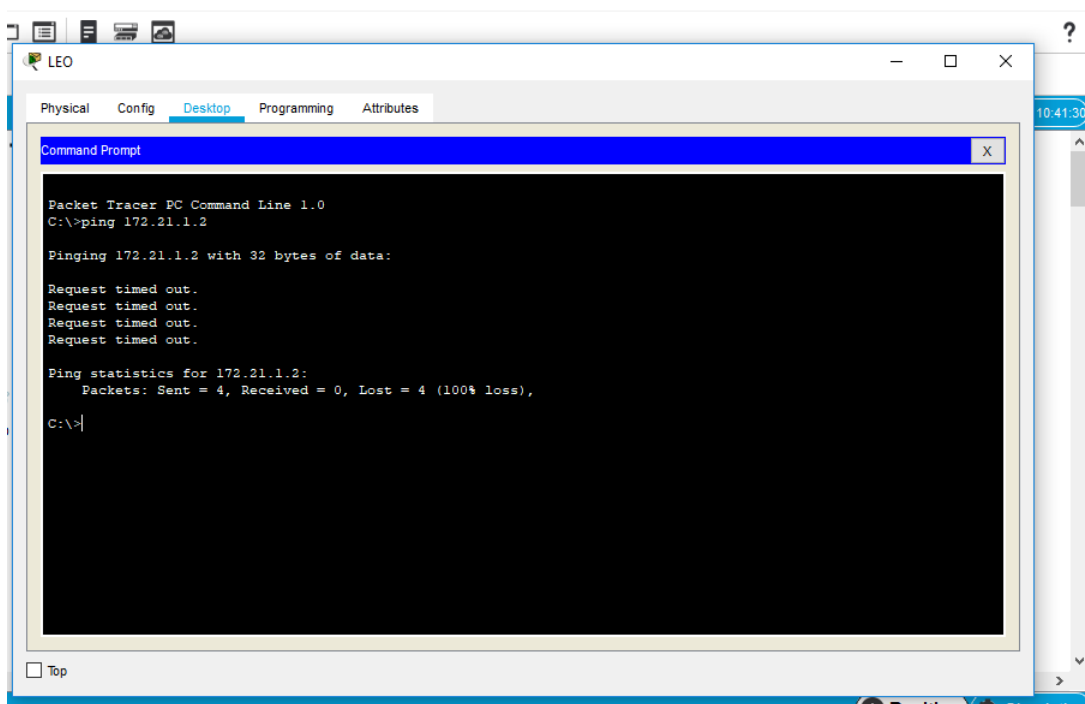 ?
LEO
Physical Config Desktop Programming Attributes
10:41:30
Command Prompt
X
Packet Tracer PC Command Line 1.0
C:\>ping 172.21.1.2
Pinging 172.21.1.2 with 32 bytes of data:
Request timed out.
Request timed out.
Request timed out.
Request timed out.
Ping statistics for 172.21.1.2:
Packets: Sent = 4, Received = 0, Lost = 4 (100% loss),
C:\>
Top